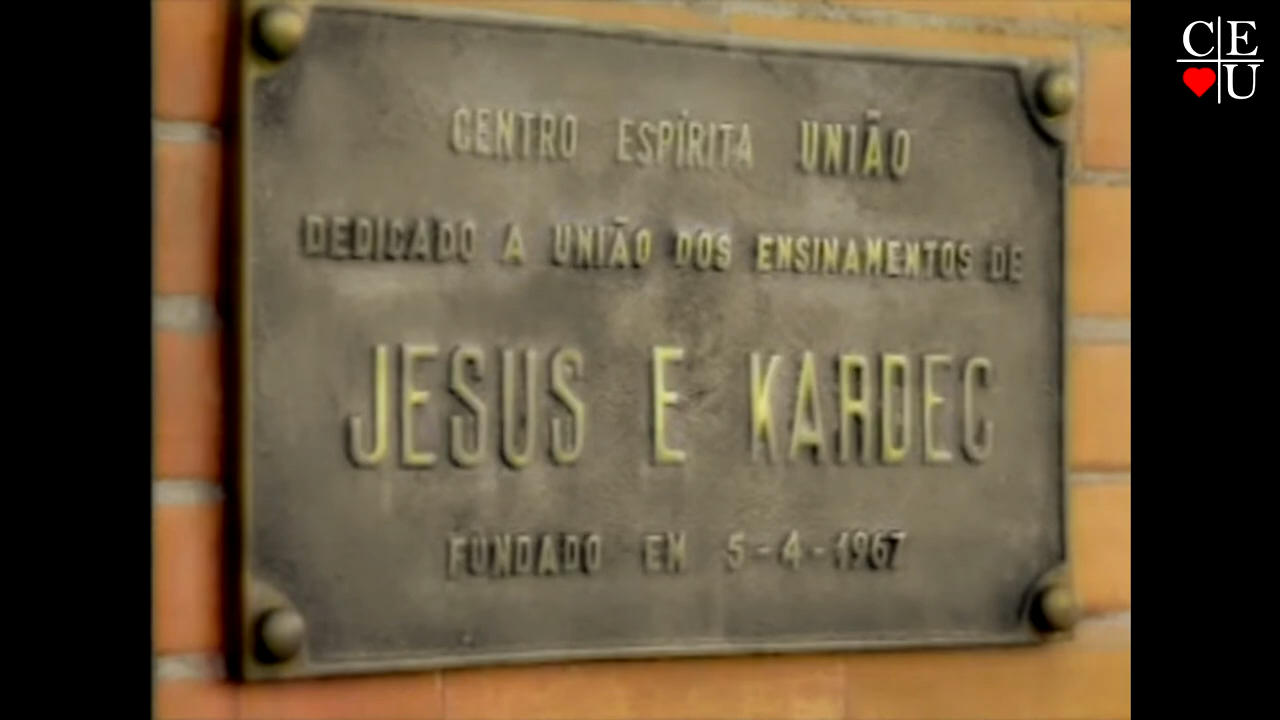 CENTRO ESPÍRITA UNIÃO
DEDICADO A UNIÃO DOS ENSINAMENTOS DE
JESUS E KARDEC
FUNDADO EM 5-4-1967
CE
U